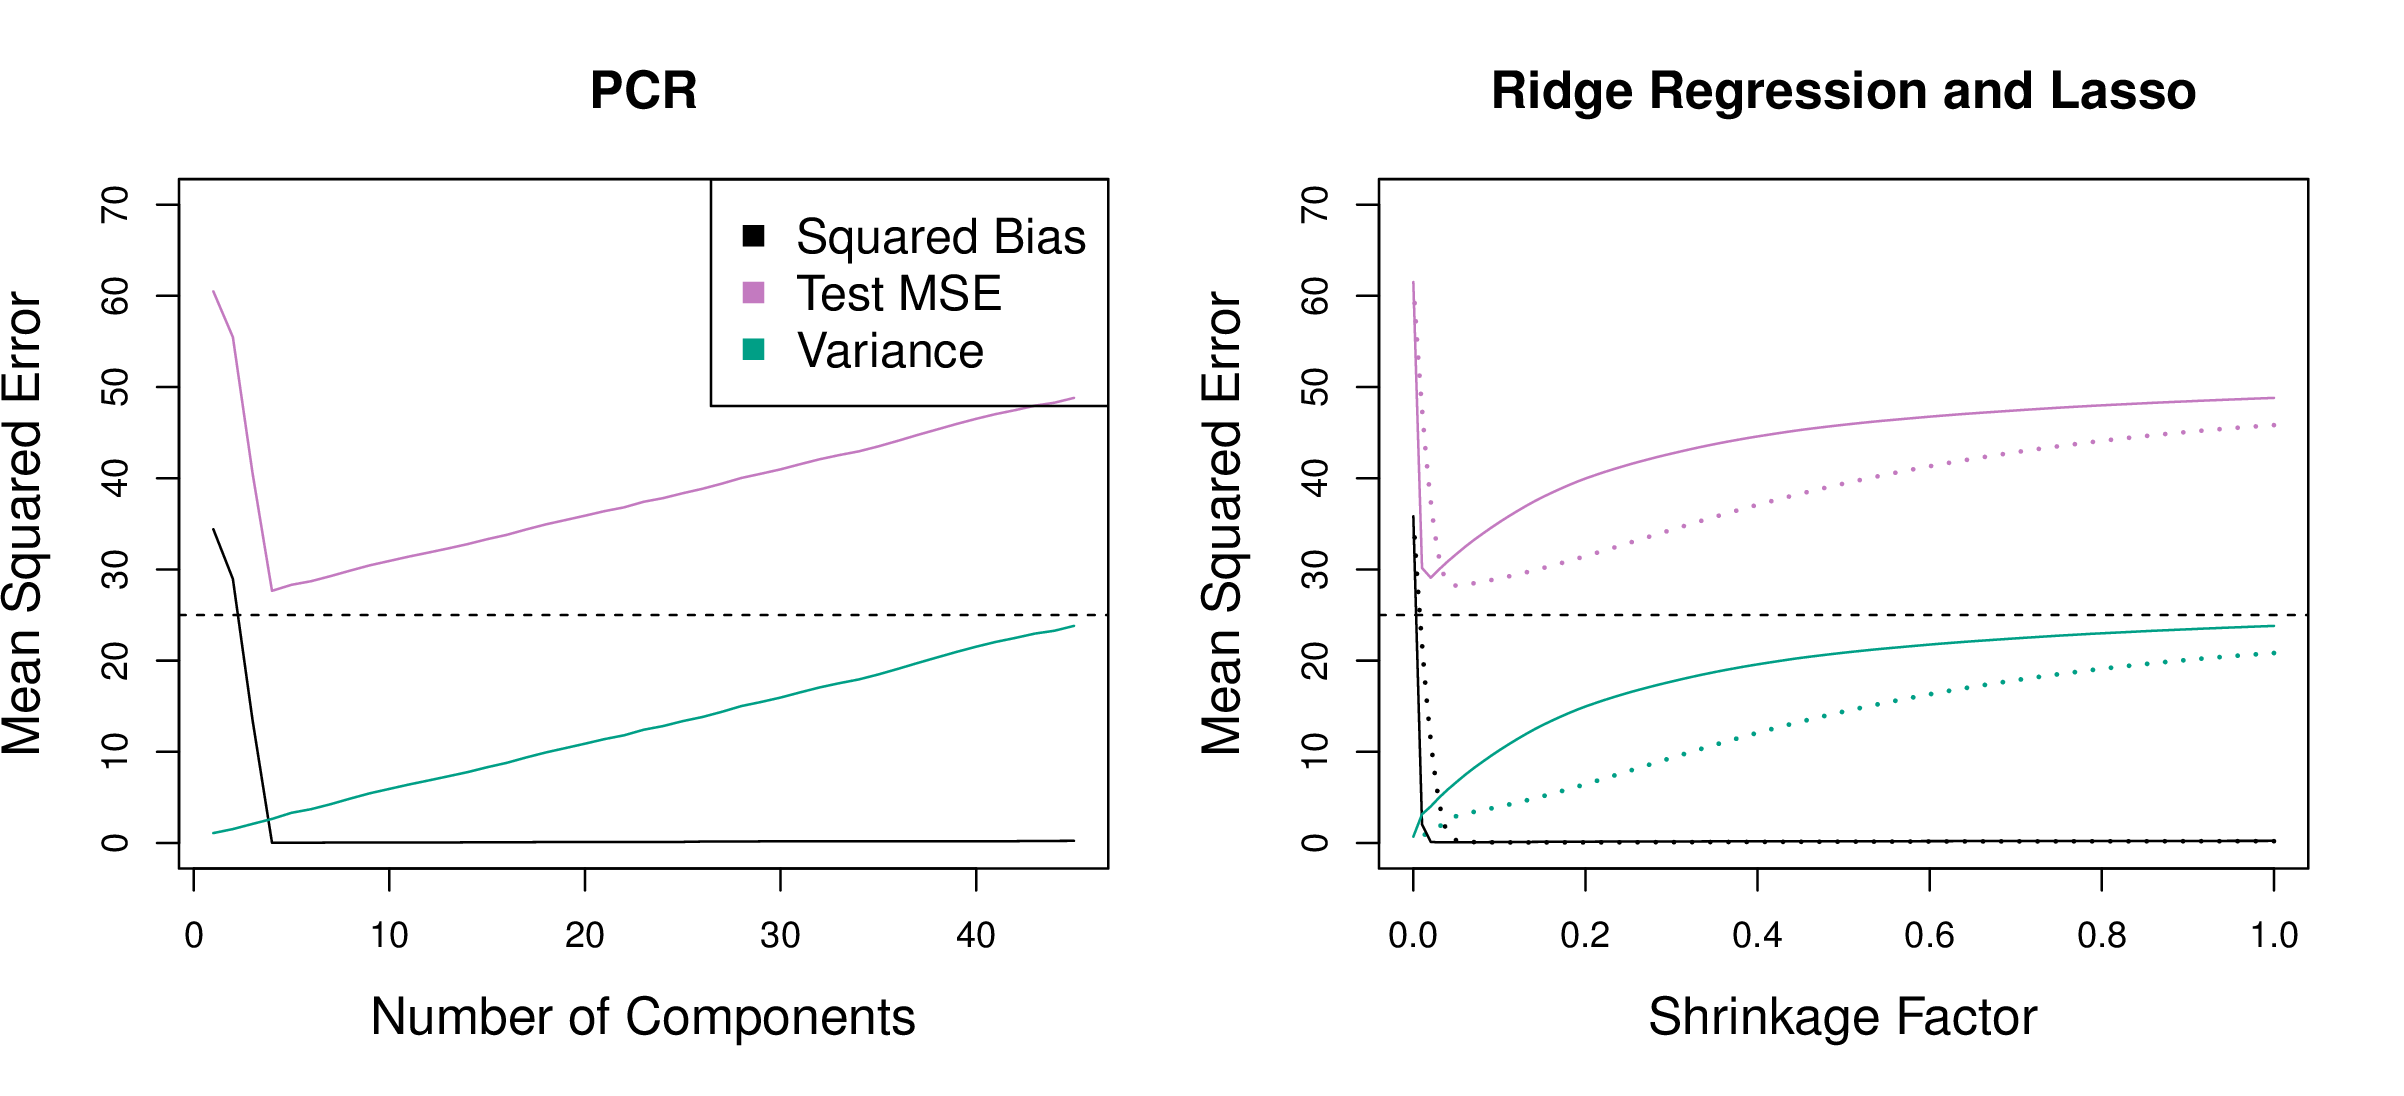 PCR
Mean Squared Error
70
60
50
40
30
20
10
0
Squared Bias
Test MSE
Variance
0 10 20 30 40
Number of Components
Ridge Regression and Lasso
Mean Squared Error
70
60
50
40
30
20
10
0
0.0 0.2 0.4 0.6 0.8 1.0
Shrinkage Factor